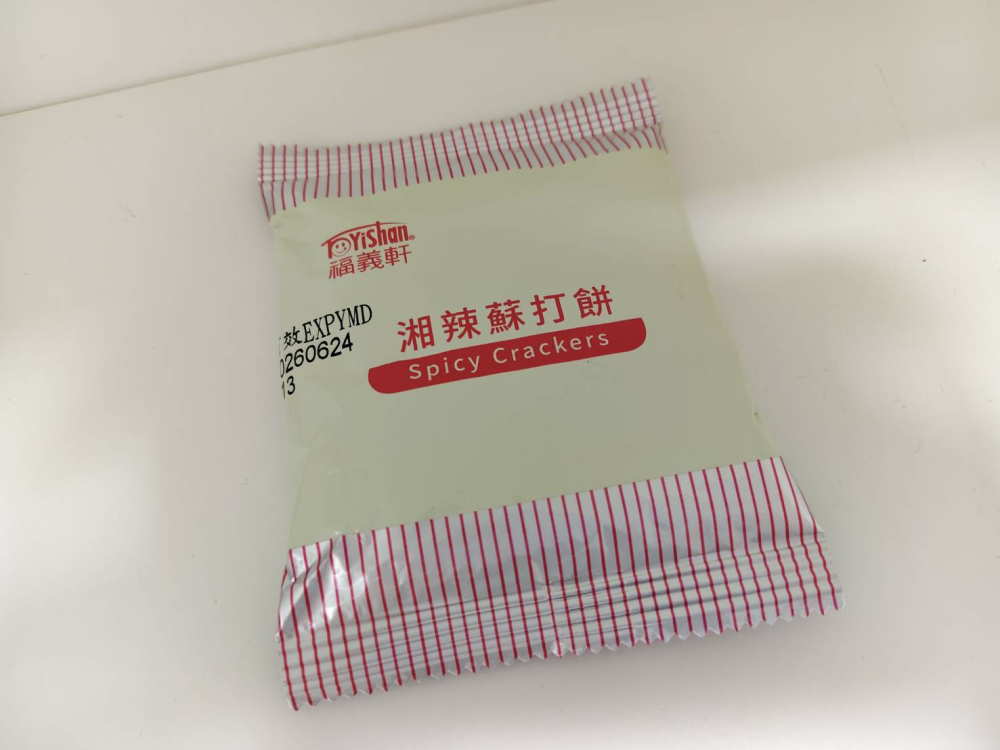 FuYishan
福義軒
效EXPYMD
0260624
13
湘辣蘇打餅
Spicy Crackers